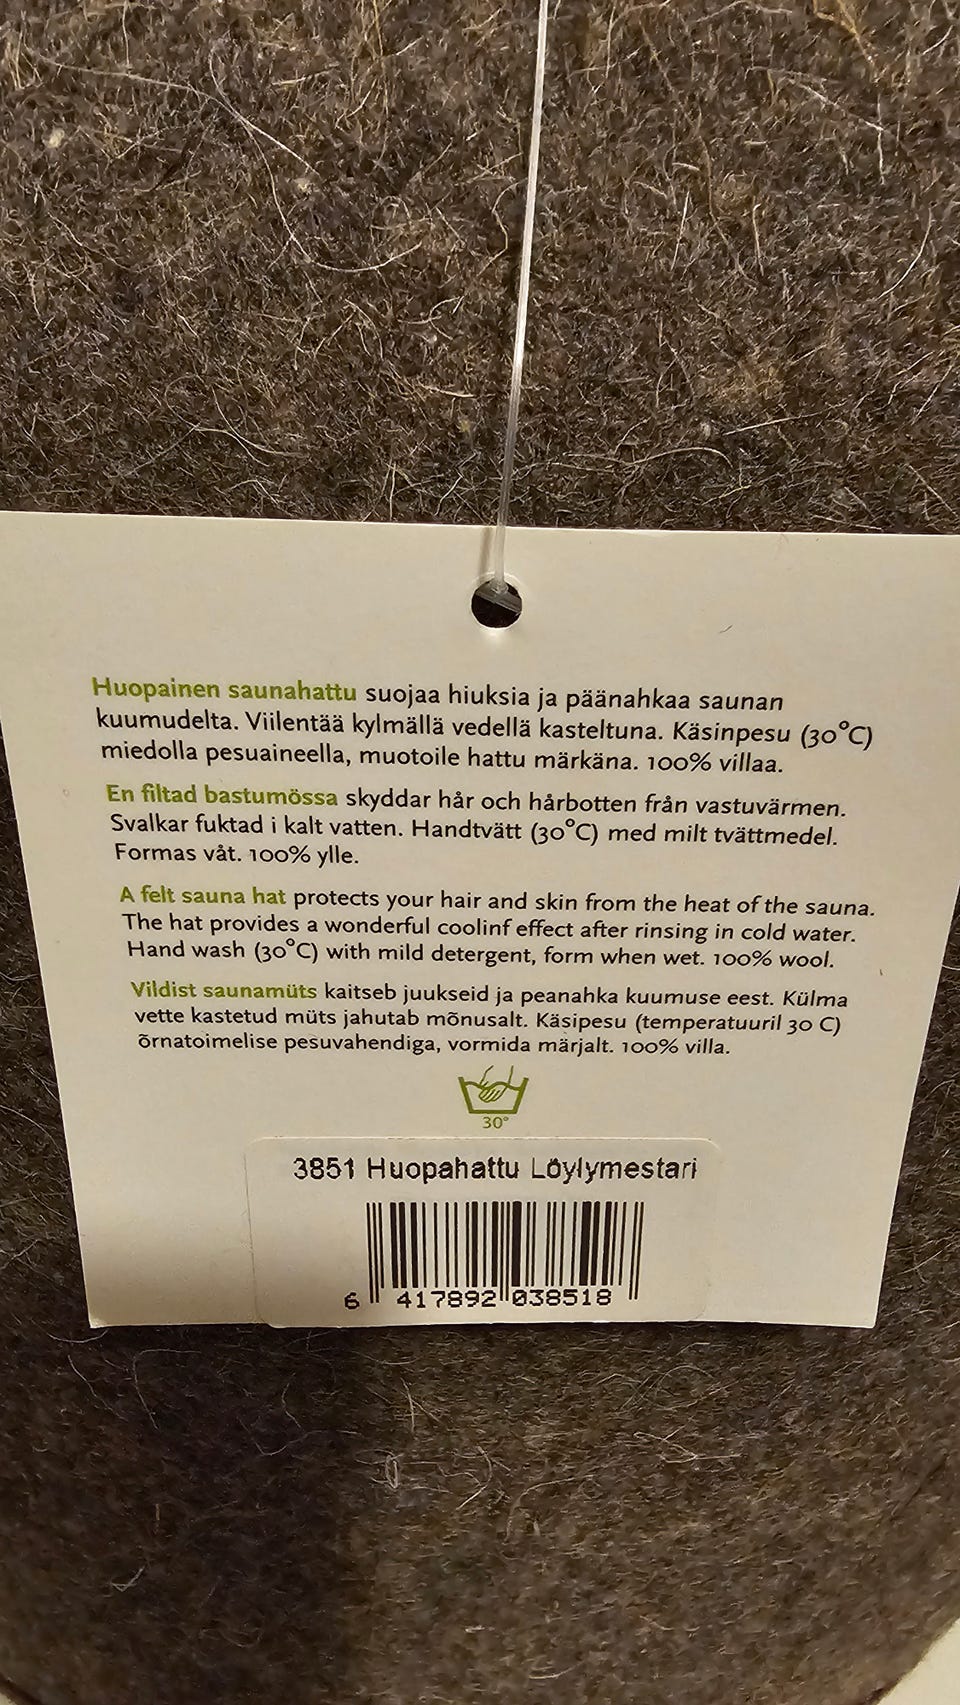 Huopainen saunahattu suojaa hiuksia ja päänahkaa saunan
kuumudelta. Viilentää kylmällä vedellä kasteltuna. Käsinpesu (30°C)
miedolla pesuaineella, muotoile hattu märkäna. 100% villaa.
En filtad bastumössa skyddar hår och hårbotten från vastuvärmen.
Svalkar fuktad i kalt vatten. Handtvätt (30°C) med milt tvättmedel.
Formas våt. 100% ylle.
A felt sauna hat protects your hair and skin from the heat of the sauna.
The hat provides a wonderful coolinf effect after rinsing in cold water.
Hand wash (30°C) with mild detergent, form when wet. 100% wool.
Vildist saunamüts kaitseb juukseid ja peanahka kuumuse eest. Külma
vette kastetud müts jahutab mõnusalt. Käsipesu (temperatuuril 30 C)
õrnatoimelise pesuvahendiga, vormida märjalt. 100% villa.
30°
3851 Huopahattu Löylymestari
6 417892 038518